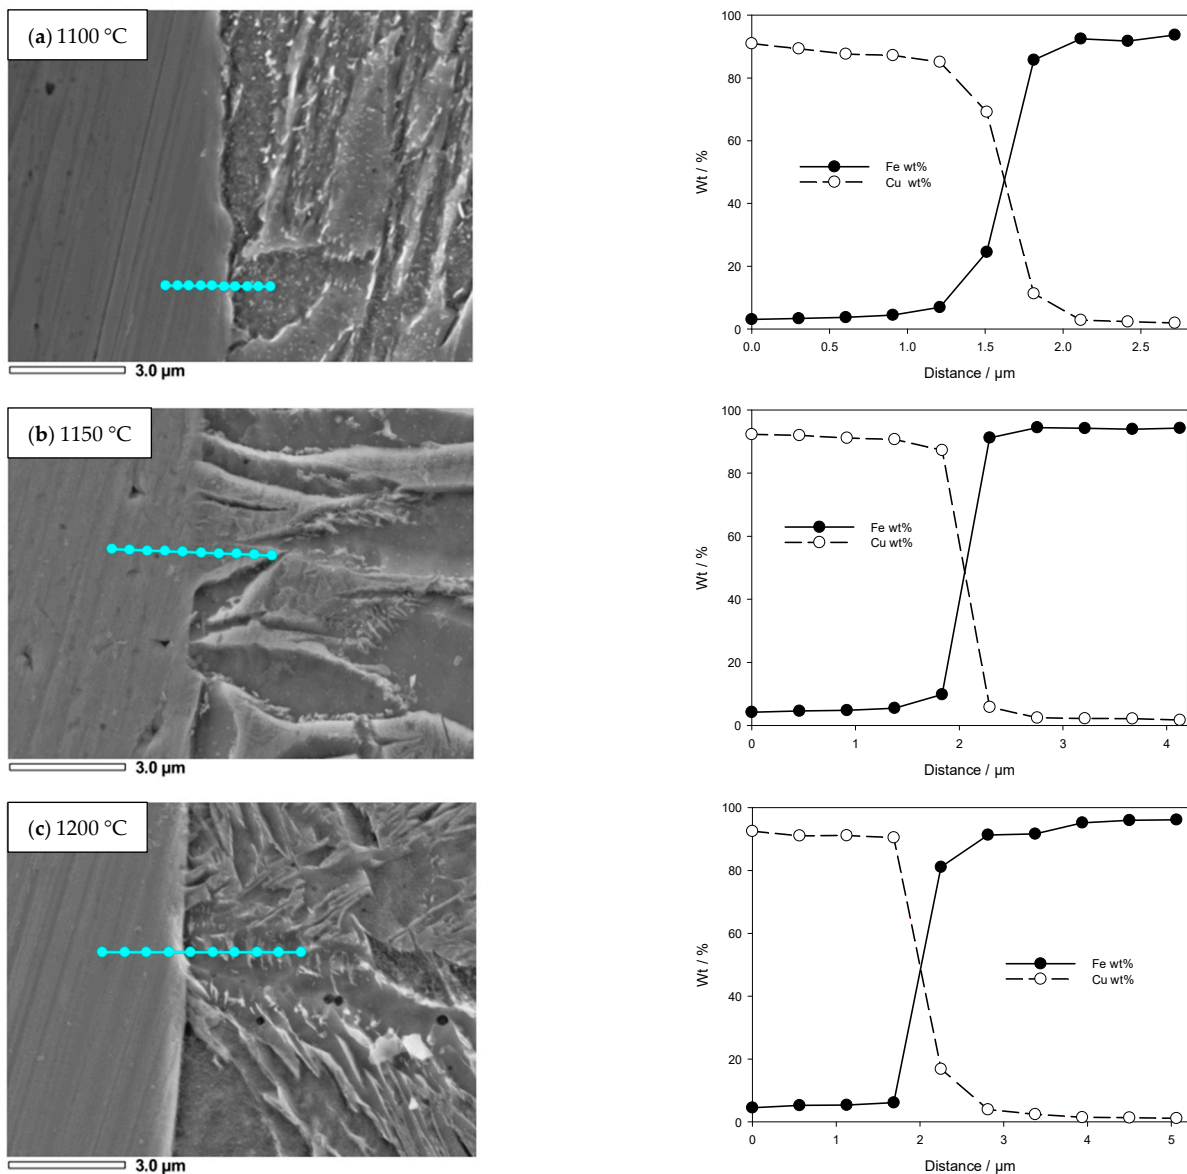 (a) 1100 °C
3.0 µm
100
80
60
40
20
0
Wt / %
Fe wt%
Cu wt%
0.0 0.5 1.0 1.5 2.0 2.5
Distance / µm
(b) 1150 °C
3.0 µm
100
80
60
40
20
0
Wt / %
Fe wt%
Cu wt%
0 1 2 3 4
Distance / µm
(c) 1200 °C
3.0 µm
100
80
60
40
20
0
Wt / %
Fe wt%
Cu wt%
0 1 2 3 4 5
Distance / µm